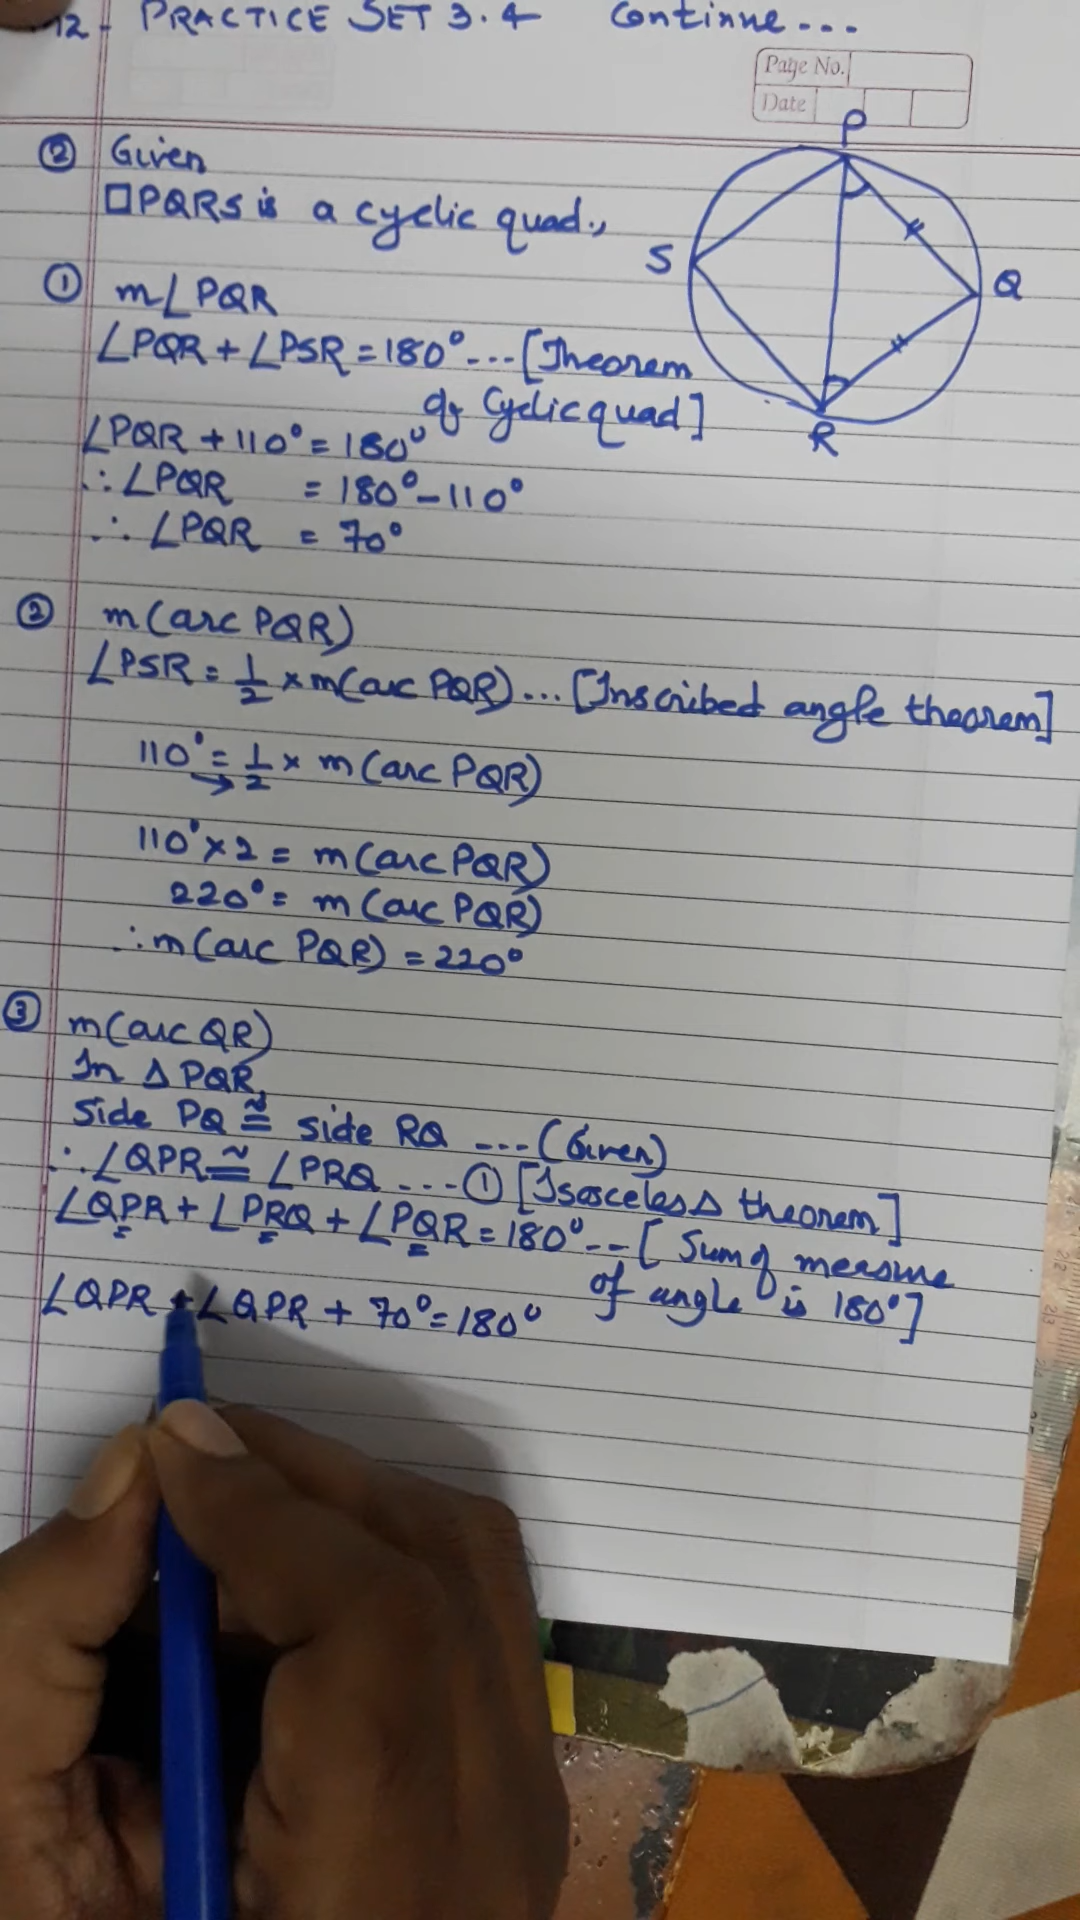 12- PRACTICE SET 3.4 Continue...
Page No.
Date
② Given
□PQRS is a cyclic quad.,
P
S
Q
R
① m∠PQR
∠PQR + ∠PSR = 180° ... [Theorem
of Cyclic quad]
∠PQR + 110° = 180°
∴ ∠PQR = 180° - 110°
∴ ∠PQR = 70°
② m(arc PQR)
∠PSR = 1/2 × m(arc PQR) ... [Inscribed angle theorem]
110° = 1/2 × m(arc PQR)
110° × 2 = m(arc PQR)
220° = m(arc PQR)
∴ m(arc PQR) = 220°
③ m(arc QR)
In Δ PQR,
Side PQ ≅ side RQ ---(Given)
∴ ∠QPR ≅ ∠PRQ ---① [Isosceles Δ theorem]
∠QPR + ∠PRQ + ∠PQR = 180° --[Sum of measure
of angle is 180°]
∠QPR + ∠QPR + 70° = 180°